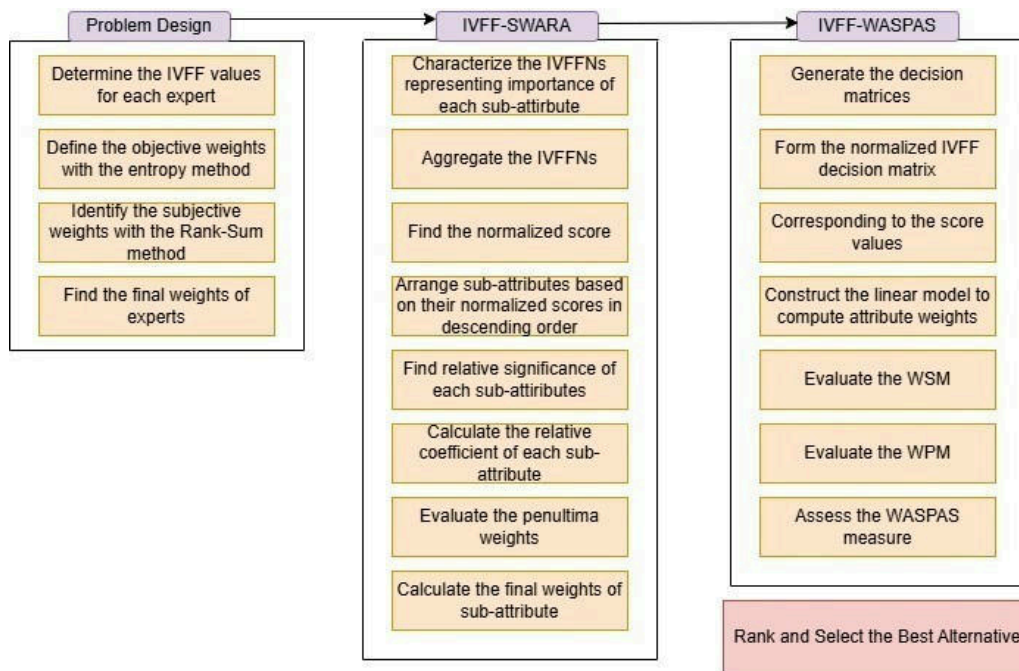 Problem Design
Determine the IVFF values
for each expert
Define the objective weights
with the entropy method
Identify the subjective
weights with the Rank-Sum
method
Find the final weights of
experts
IVFF-SWARA
Characterize the IVFFNs
representing importance of
each sub-attirbute
Aggregate the IVFFNs
Find the normalized score
Arrange sub-attributes based
on their normalized scores in
descending order
Find relative significance of
each sub-attiributes
Calculate the relative
coefficient of each sub-
attribute
Evaluate the penultima
weights
Calculate the final weights of
sub-attribute
IVFF-WASPAS
Generate the decision
matrices
Form the normalized IVFF
decision matrix
Corresponding to the score
values
Construct the linear model to
compute attribute weights
Evaluate the WSM
Evaluate the WPM
Assess the WASPAS
measure
Rank and Select the Best Alternative